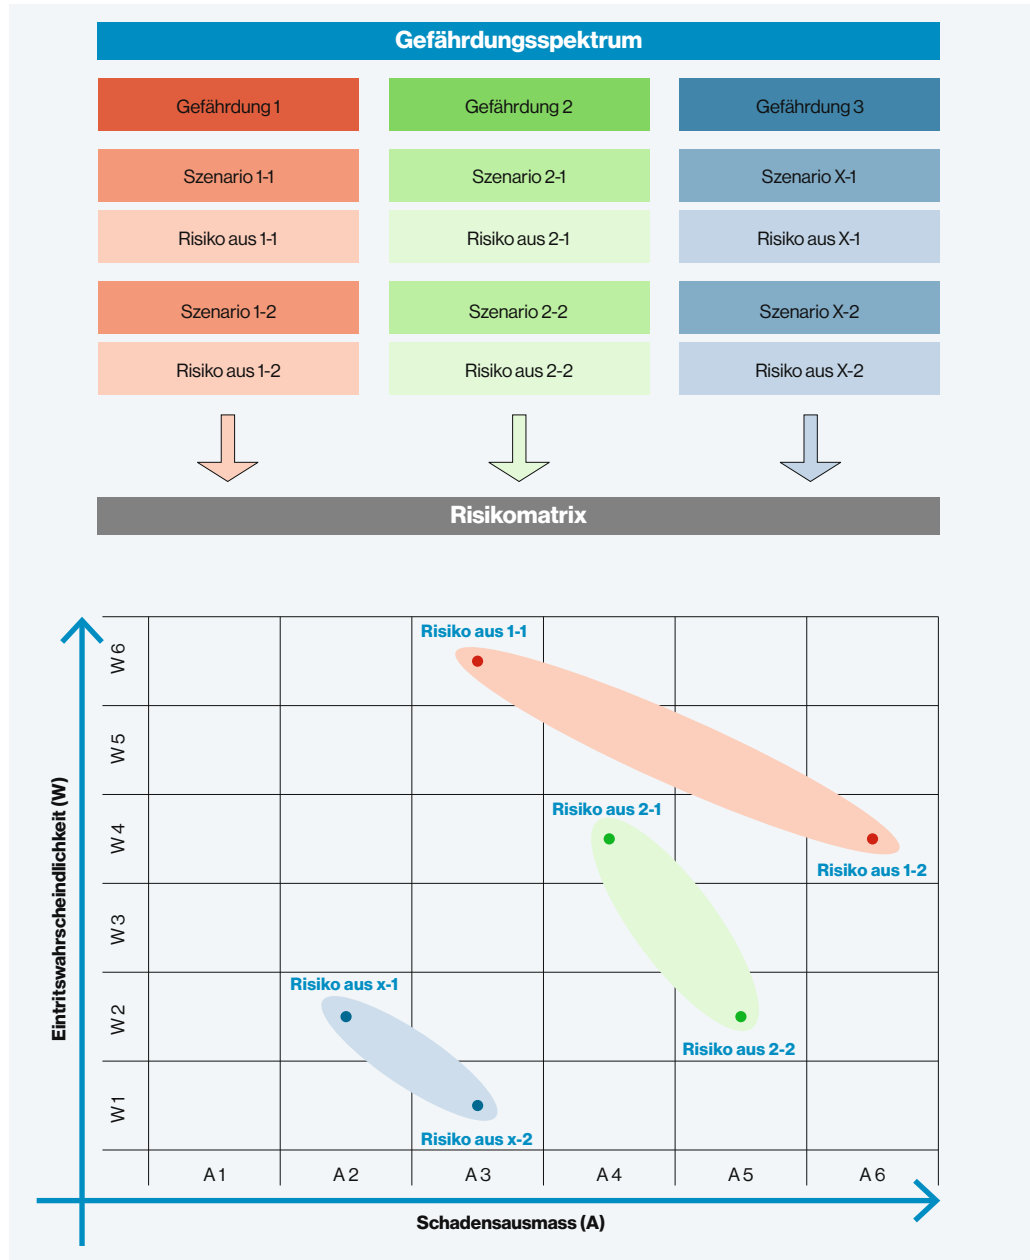 Gefährdungsspektrum
Gefährdung 1
Gefährdung 2
Gefährdung 3
Szenario 1-1
Szenario 2-1
Szenario X-1
Risiko aus 1-1
Risiko aus 2-1
Risiko aus X-1
Szenario 1-2
Szenario 2-2
Szenario X-2
Risiko aus 1-2
Risiko aus 2-2
Risiko aus X-2
Risikomatrix
Eintritswahrscheindlichkeit (W)
W 6
W 5
W 4
W 3
W 2
W 1
Risiko aus 1-1
Risiko aus 2-1
Risiko aus 1-2
Risiko aus x-1
Risiko aus 2-2
Risiko aus x-2
A 1
A 2
A 3
A 4
A 5
A 6
Schadensausmass (A)